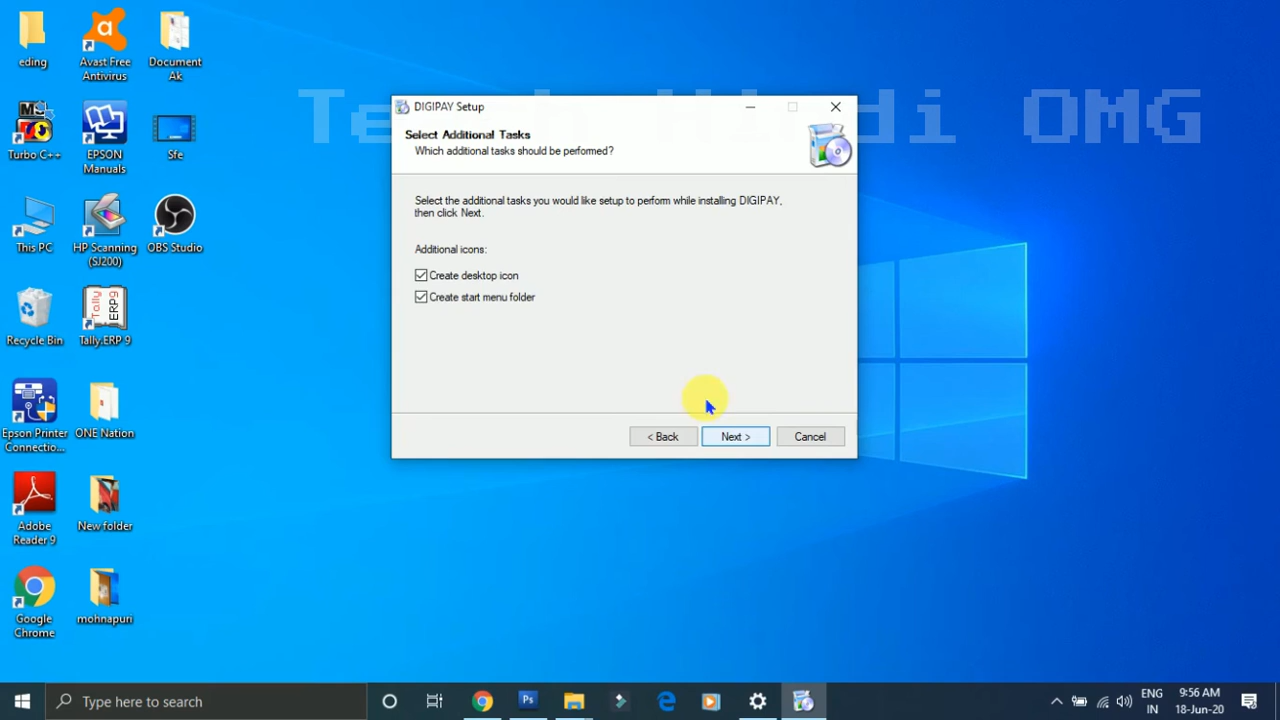 eding
Avast Free
Antivirus
Document
Ak
Turbo C++
EPSON
Manuals
Sfe
This PC
HP Scanning
(SJ200)
OBS Studio
Recycle Bin
Tally.ERP 9
Epson Printer
Connectio...
ONE Nation
Adobe
Reader 9
New folder
Google
Chrome
mohnapuri
DIGIPAY Setup
Select Additional Tasks
Which additional tasks should be performed?
Select the additional tasks you would like setup to perform while installing DIGIPAY,
then click Next.
Additional icons:
Create desktop icon
Create start menu folder
< Back
Next >
Cancel
Type here to search
Ps
ENG
IN
9:56 AM
18-Jun-20